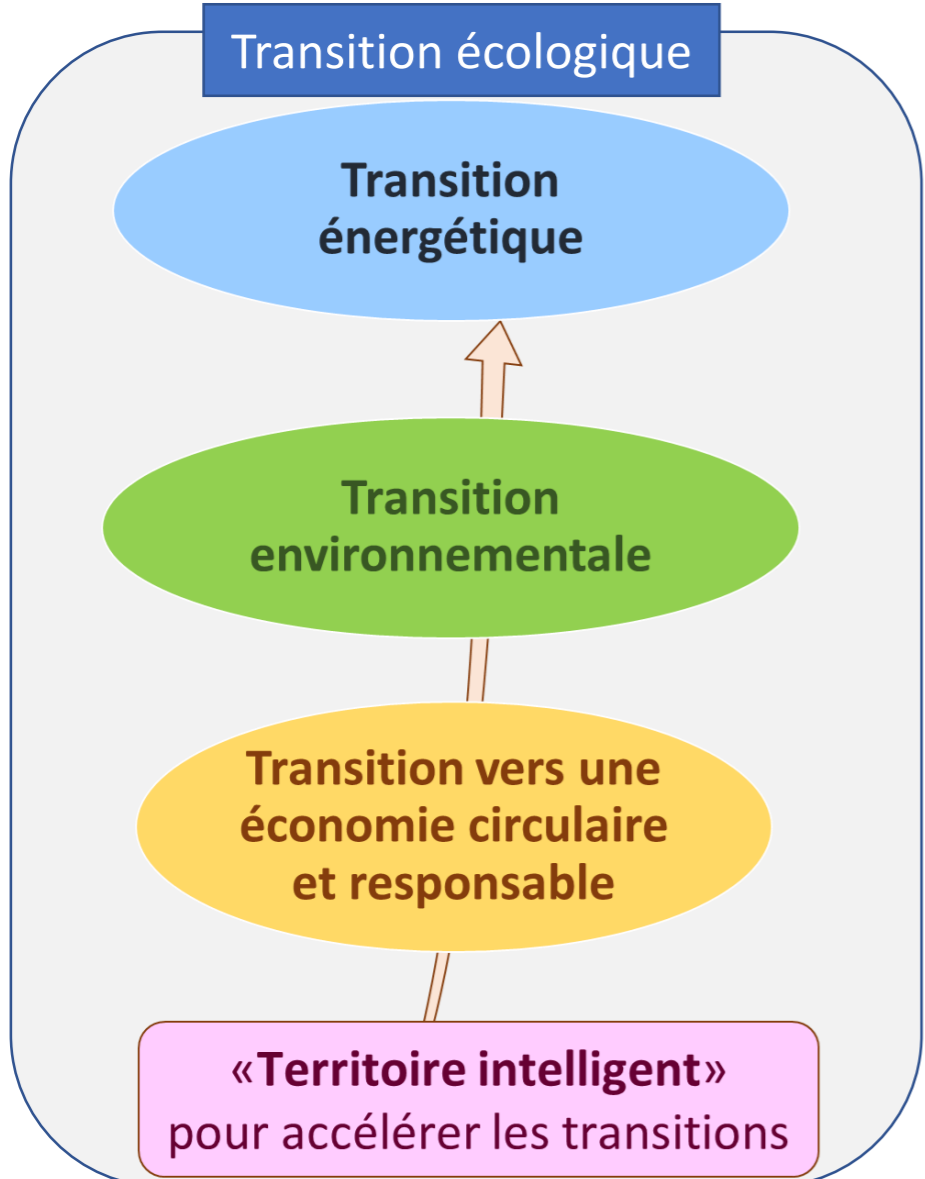 Transition écologique
Transition
énergétique
Transition
environnementale
Transition vers une
économie circulaire
et responsable
«Territoire intelligent»
pour accélérer les transitions